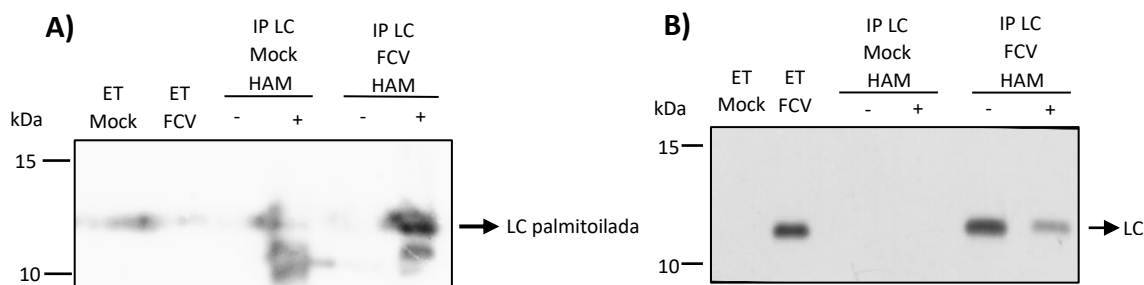 A)
IP LC
Mock
HAM
IP LC
FCV
HAM
ET
Mock
ET
FCV
kDa
- +
- +
15
10
LC palmitoilada
B)
IP LC
Mock
HAM
IP LC
FCV
HAM
ET
Mock
ET
FCV
kDa
- +
- +
15
10
LC